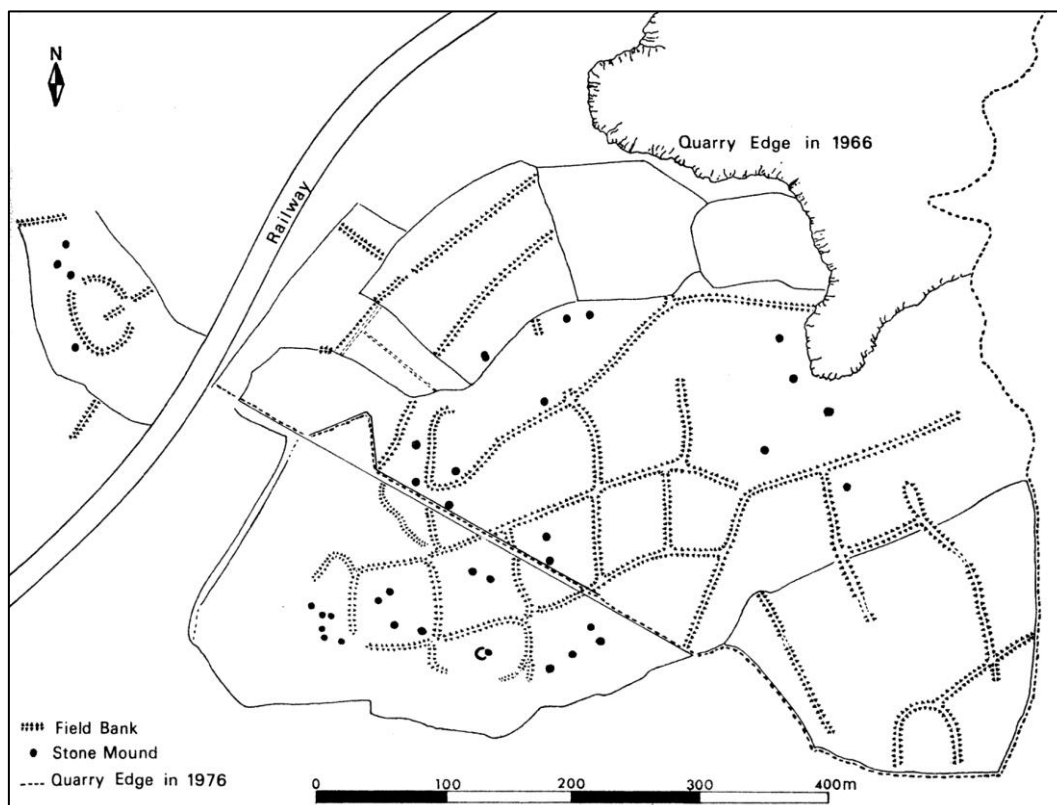 N
Railway
Quarry Edge in 1966
Field Bank
Stone Mound
Quarry Edge in 1976
0 100 200 300 400m